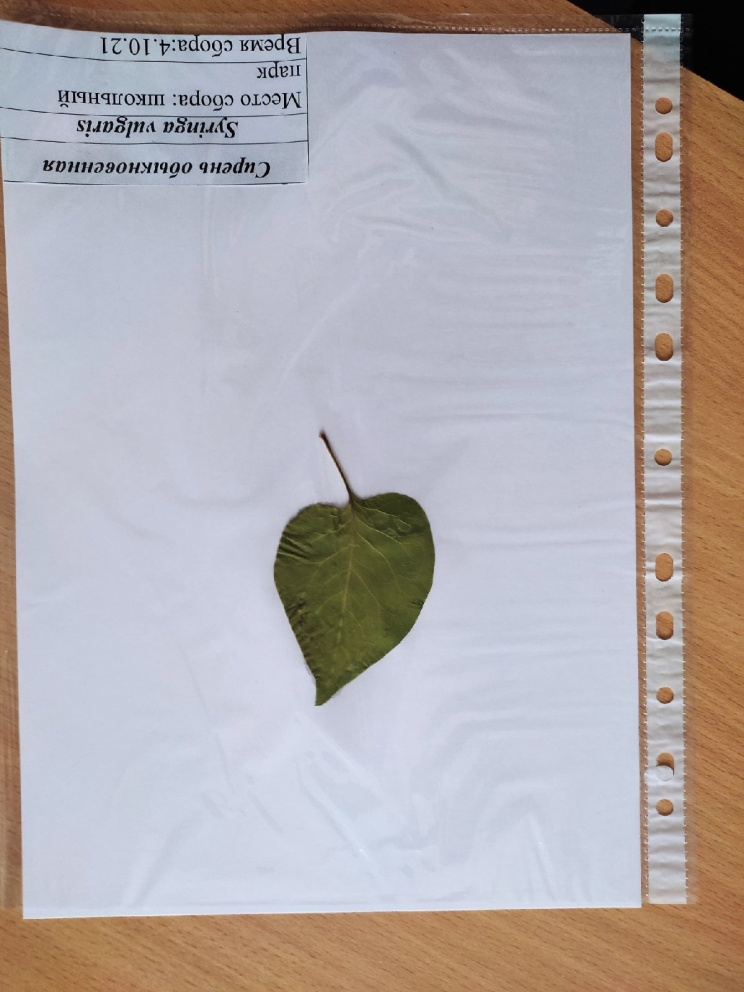 Сирень обыкновенная
Syringa vulgaris
Место сбора: школьный
парк
Время сбора:4.10.21